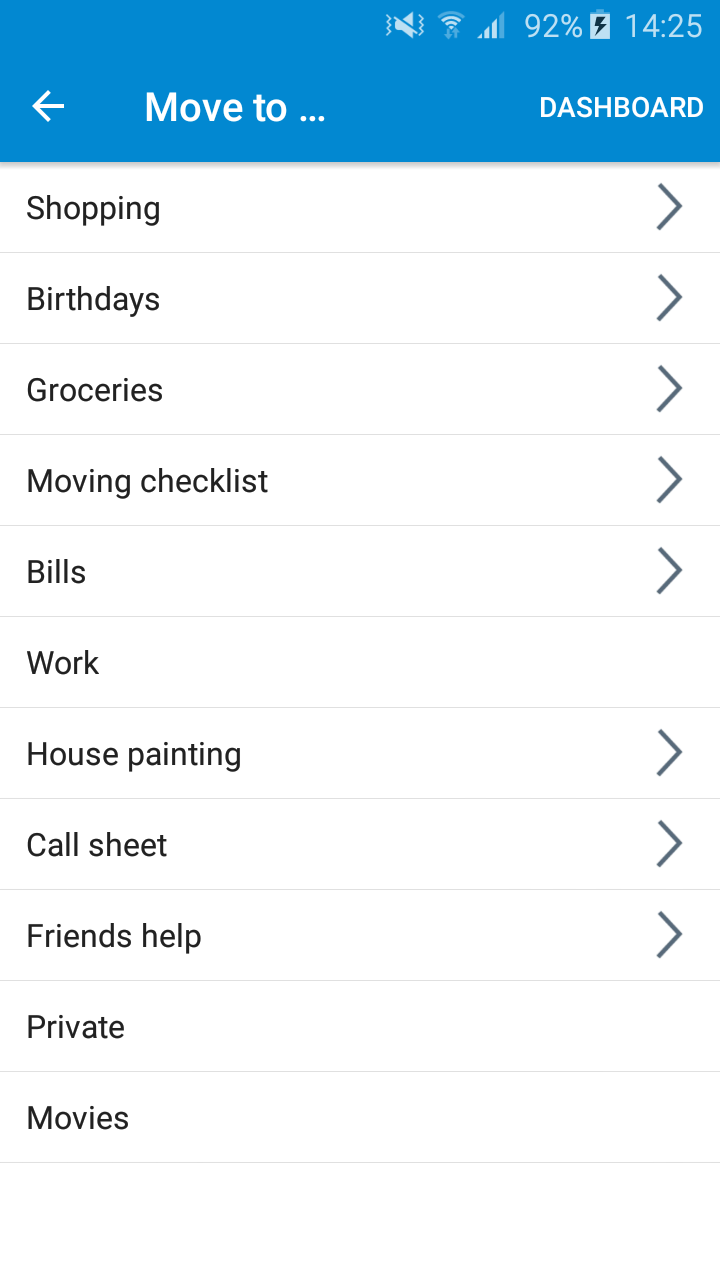 92% 14:25
Move to ... DASHBOARD
Shopping
Birthdays
Groceries
Moving checklist
Bills
Work
House painting
Call sheet
Friends help
Private
Movies